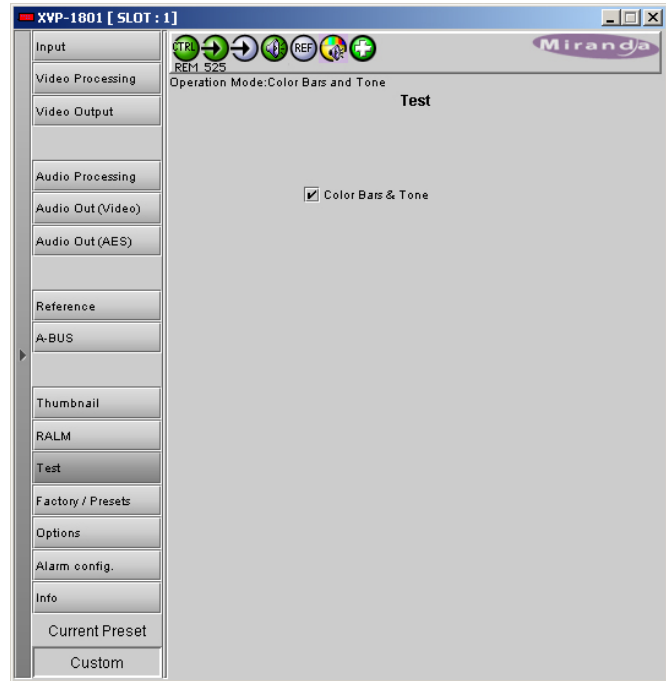 XVP-1801 [ SLOT : 1]
Input
Video Processing
Video Output
Audio Processing
Audio Out (Video)
Audio Out (AES)
Reference
A-BUS
Thumbnail
RALM
Test
Factory / Presets
Options
Alarm config.
Info
Current Preset
Custom
CTRL REF
REM 525
Miranda
Operation Mode:Color Bars and Tone
Test
Color Bars & Tone